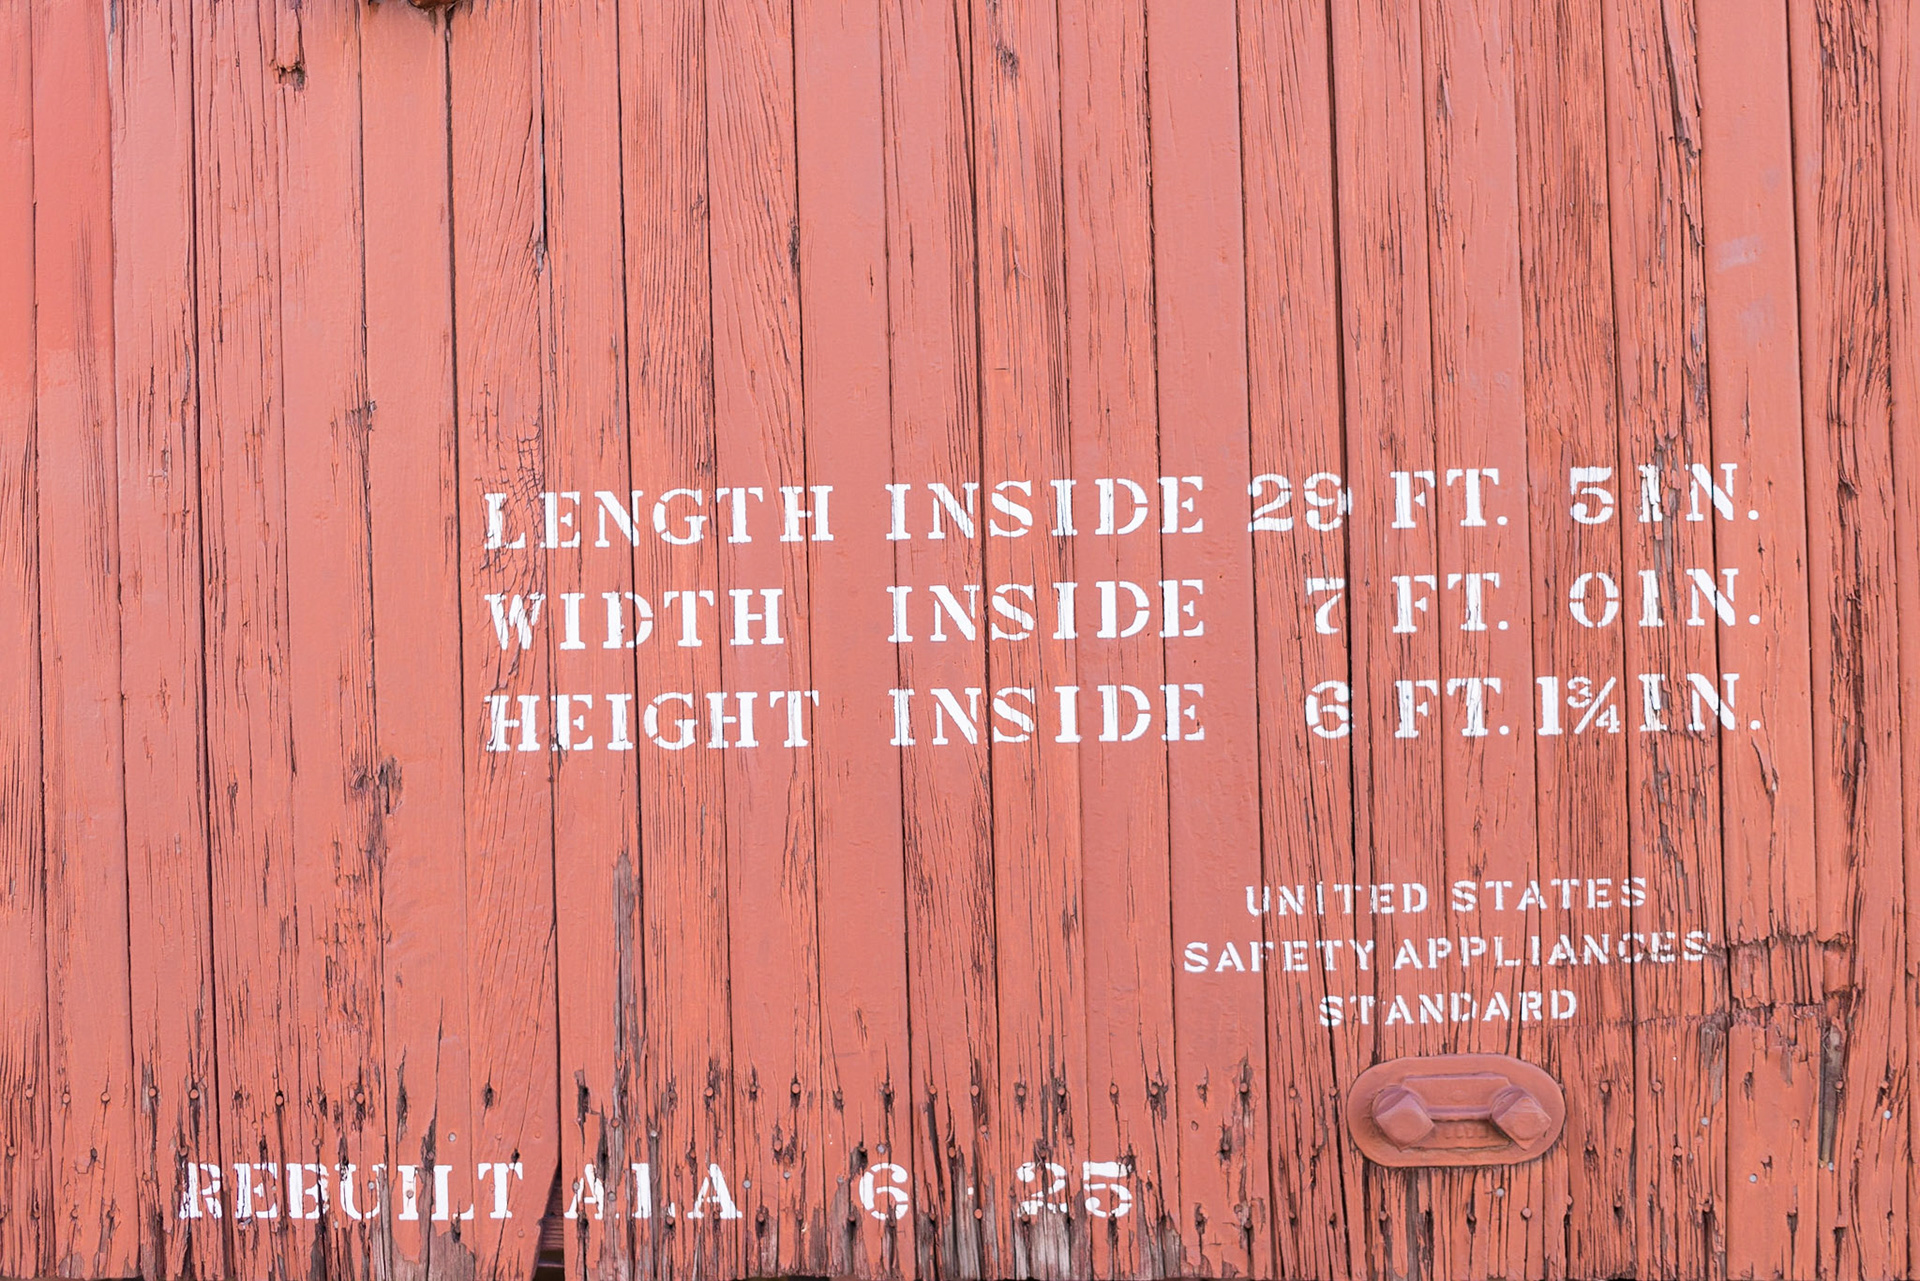 LENGTH INSIDE 29 FT. 5 IN.
WIDTH INSIDE 7 FT. 0 IN.
HEIGHT INSIDE 6 FT. 1¾ IN.
UNITED STATES
SAFETY APPLIANCES
STANDARD
REBUILT ALA 6 - 25